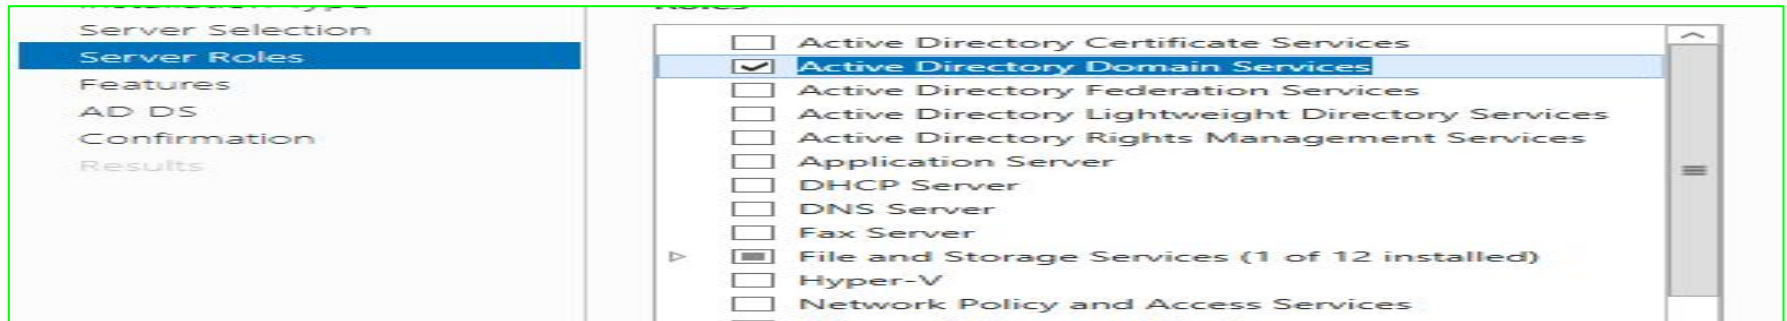 Server Selection
Server Roles
Features
AD DS
Confirmation
Results
Active Directory Certificate Services
Active Directory Domain Services
Active Directory Federation Services
Active Directory Lightweight Directory Services
Active Directory Rights Management Services
Application Server
DHCP Server
DNS Server
Fax Server
File and Storage Services (1 of 12 installed)
Hyper-V
Network Policy and Access Services